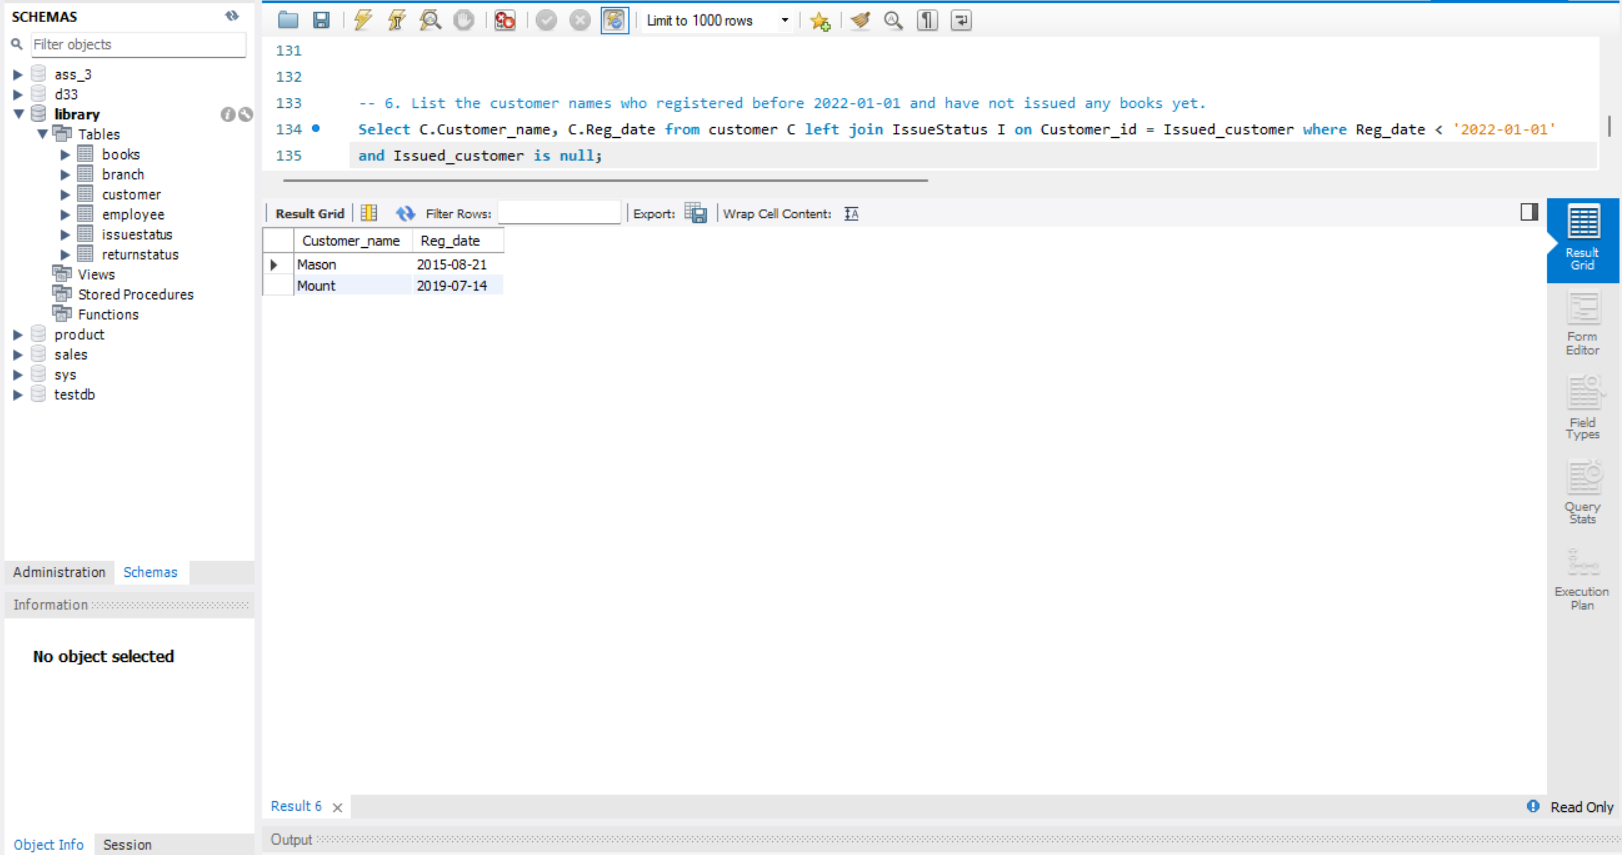 SCHEMAS
Filter objects
ass_3
d33
library
Tables
books
branch
customer
employee
issuestatus
returnstatus
Views
Stored Procedures
Functions
product
sales
sys
testdb
Administration Schemas
Information
No object selected
Object Info Session
Limit to 1000 rows
131
132
133 -- 6. List the customer names who registered before 2022-01-01 and have not issued any books yet.
134 Select C.Customer_name, C.Reg_date from customer C left join IssueStatus I on Customer_id = Issued_customer where Reg_date < '2022-01-01'
135 and Issued_customer is null;
Result Grid Filter Rows: Export: Wrap Cell Content:
Customer_name Reg_date
Mason 2015-08-21
Mount 2019-07-14
Result
Grid
Form
Editor
Field
Types
Query
Stats
Execution
Plan
Result 6 Read Only
Output